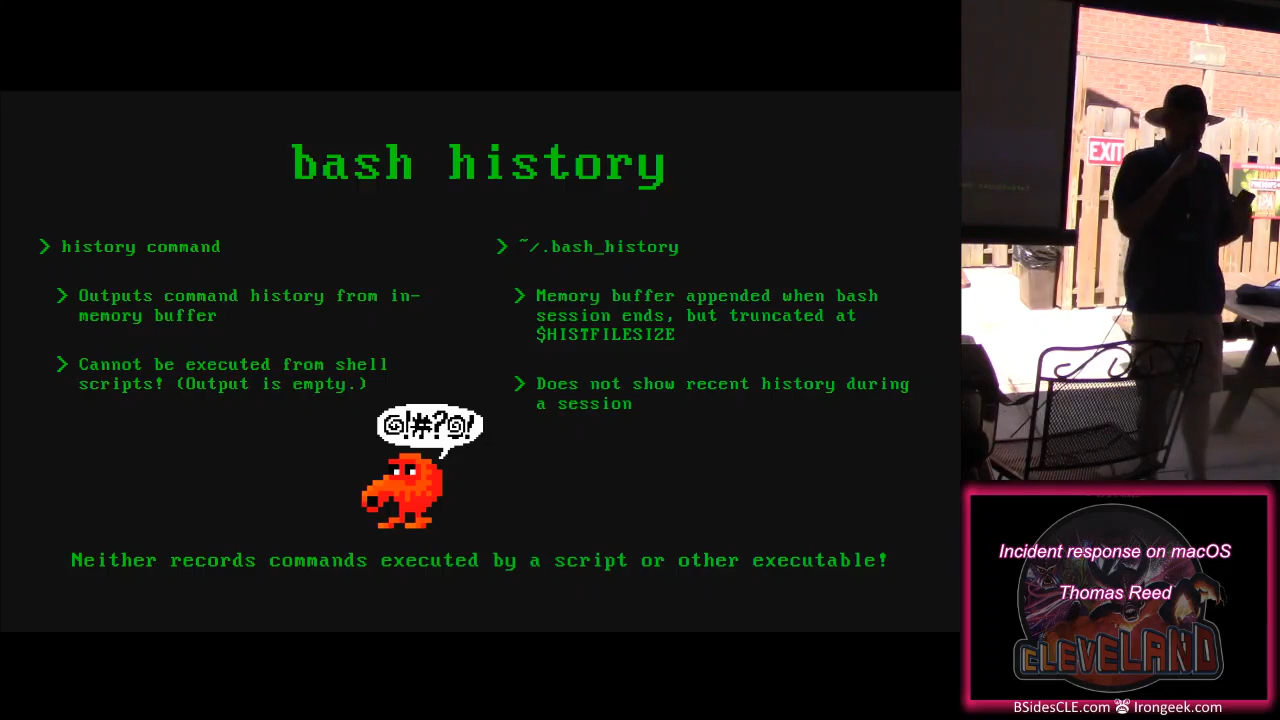 bash history
> history command
> Outputs command history from in-
memory buffer
> Cannot be executed from shell
scripts! (Output is empty.)
> ~/.bash_history
> Memory buffer appended when bash
session ends, but truncated at
$HISTFILESIZE
> Does not show recent history during
a session
@!#?@!
Neither records commands executed by a script or other executable!
EXIT
Incident response on macOS
Thomas Reed
CLEVELAND
BSidesCLE.com Irongeek.com